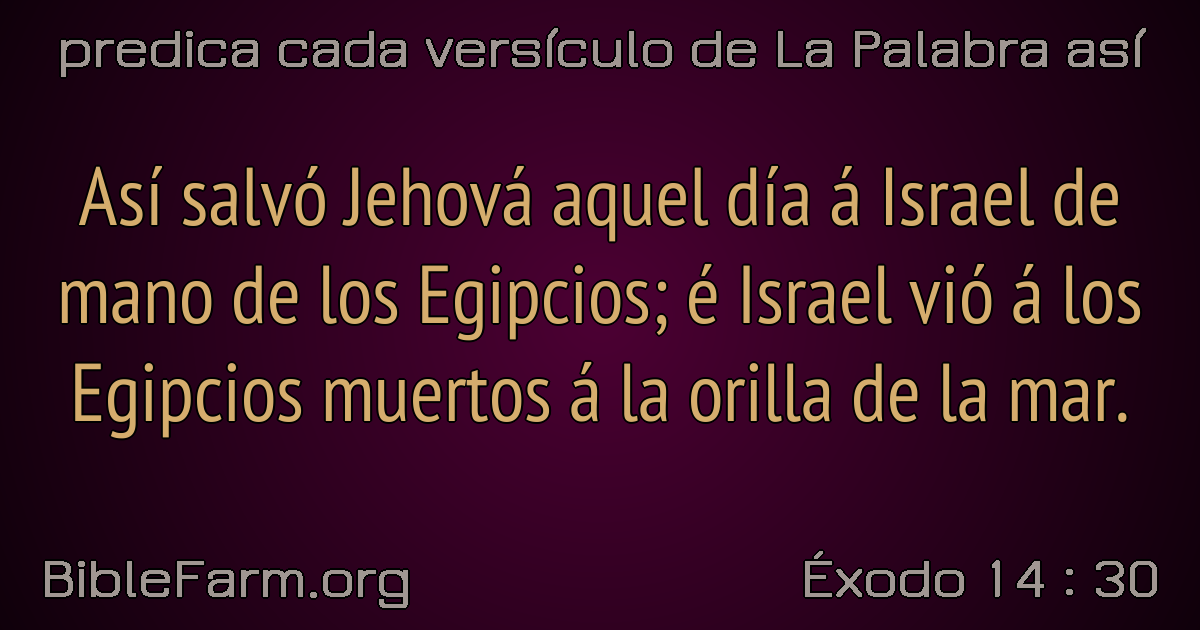 predica cada versículo de La Palabra así
Así salvó Jehová aquel día á Israel de
mano de los Egipcios; é Israel vió á los
Egipcios muertos á la orilla de la mar.
BibleFarm.org
Éxodo 14 : 30